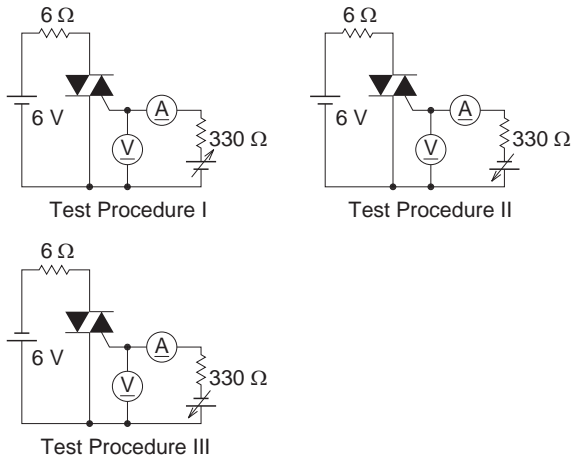 6 Ω
6 V
A
V
330 Ω
Test Procedure I
6 Ω
6 V
A
V
330 Ω
Test Procedure II
6 Ω
6 V
A
V
330 Ω
Test Procedure III